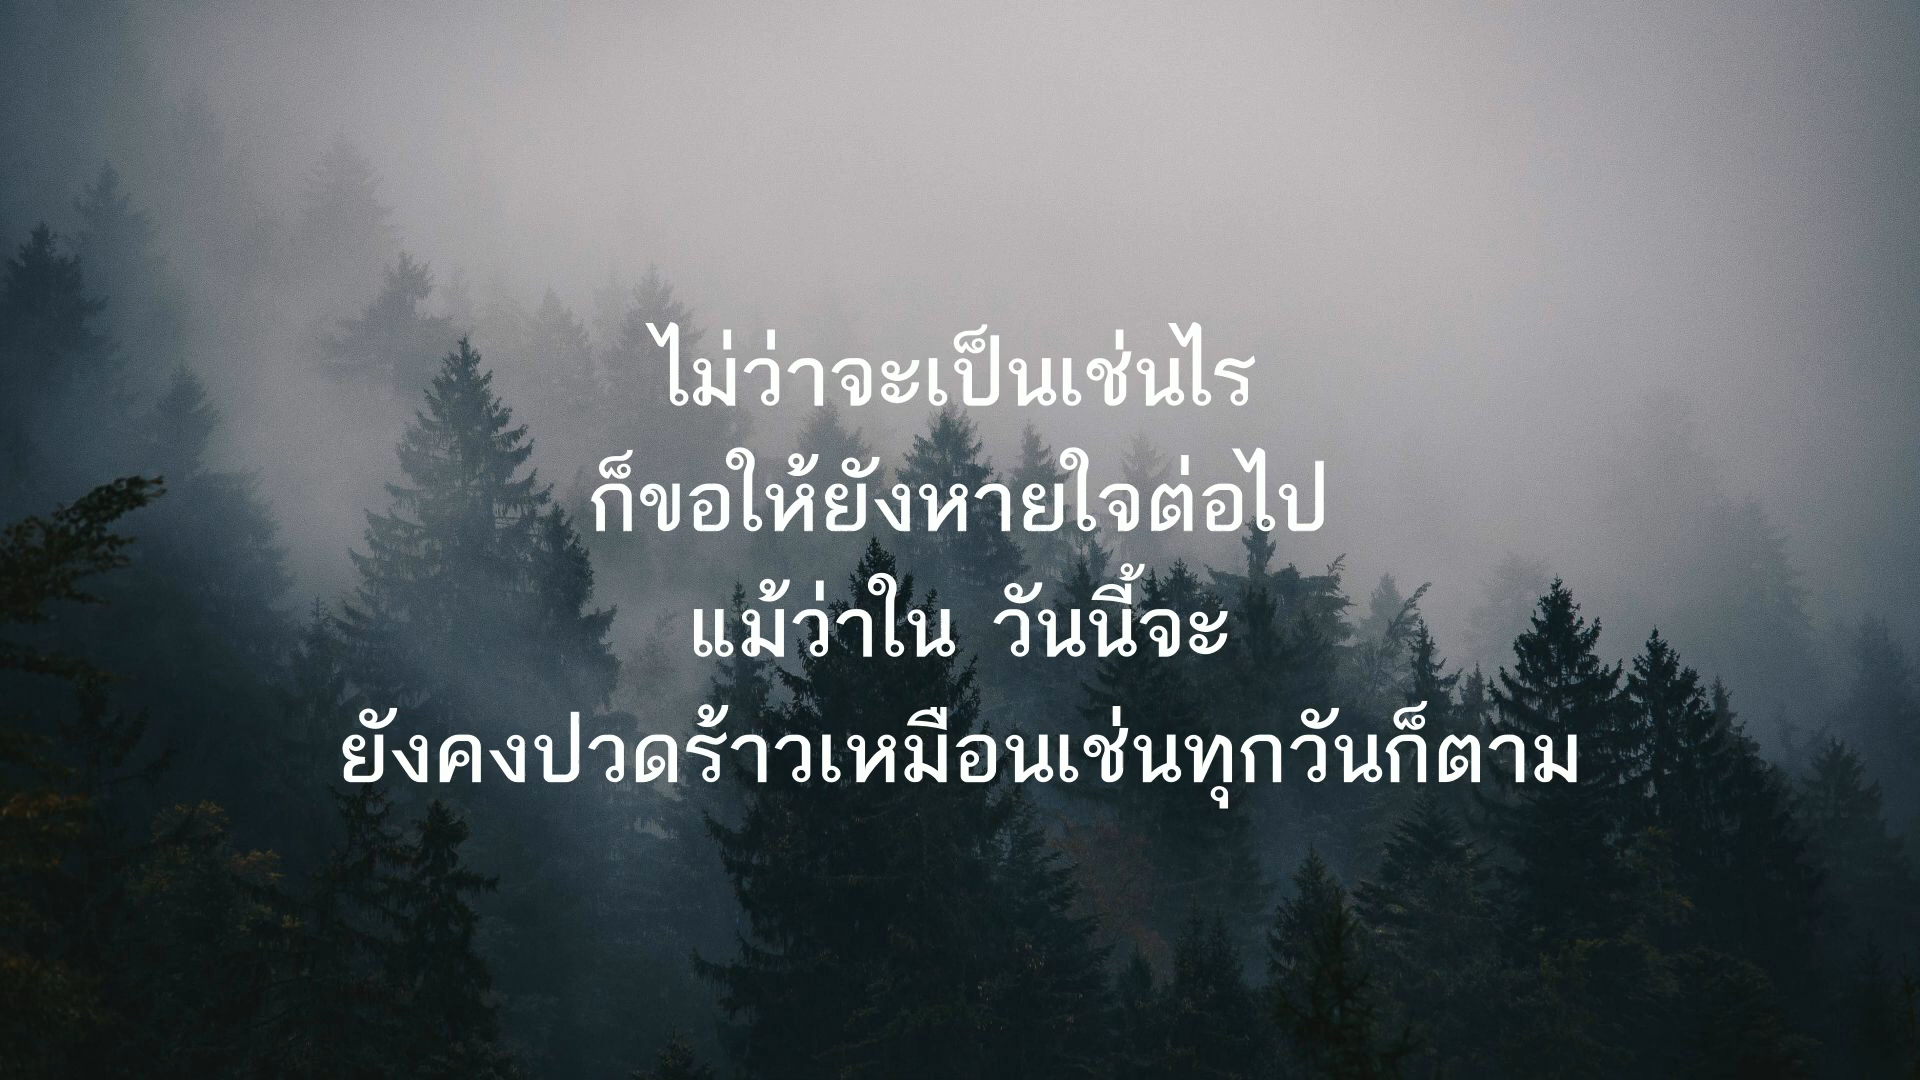 ไม่ว่าจะเป็นเช่นไร
ก็ขอให้ยังหายใจต่อไป
แม้ว่าใน วันนี้จะ
ยังคงปวดร้าวเหมือนเช่นทุกวันก็ตาม